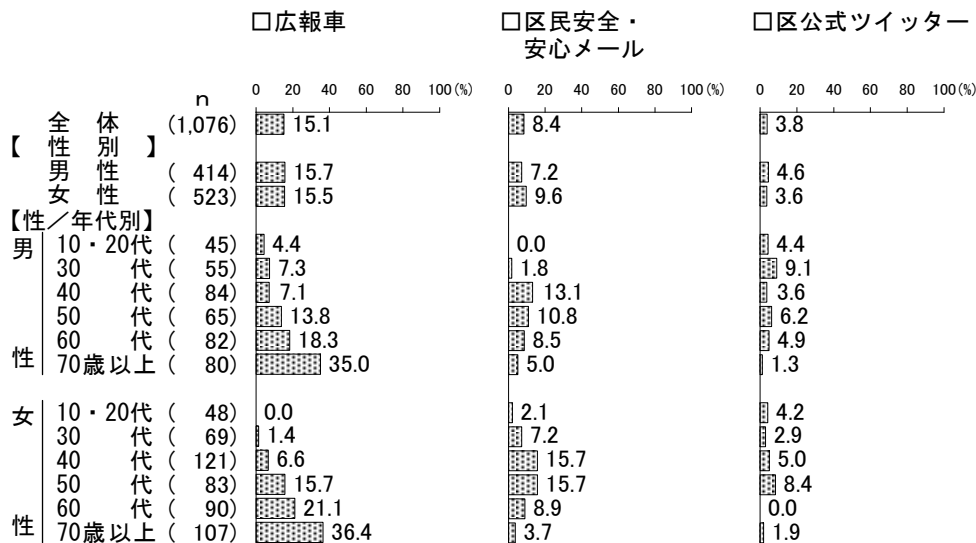 □広報車 □区民安全・ □区公式ツイッター
安心メール
0 20 40 60 80 100(%) 0 20 40 60 80 100(%) 0 20 40 60 80 100(%)
n
全 体 (1,076) 15.1 8.4 3.8
【 性 別 】
男 性 ( 414) 15.7 7.2 4.6
女 性 ( 523) 15.5 9.6 3.6
【性／年代別】
男 10・20代 ( 45) 4.4 0.0 4.4
30 代 ( 55) 7.3 1.8 9.1
40 代 ( 84) 7.1 13.1 3.6
50 代 ( 65) 13.8 10.8 6.2
60 代 ( 82) 18.3 8.5 4.9
性 70歳以上 ( 80) 35.0 5.0 1.3
女 10・20代 ( 48) 0.0 2.1 4.2
30 代 ( 69) 1.4 7.2 2.9
40 代 ( 121) 6.6 15.7 5.0
50 代 ( 83) 15.7 15.7 8.4
60 代 ( 90) 21.1 8.9 0.0
性 70歳以上 ( 107) 36.4 3.7 1.9